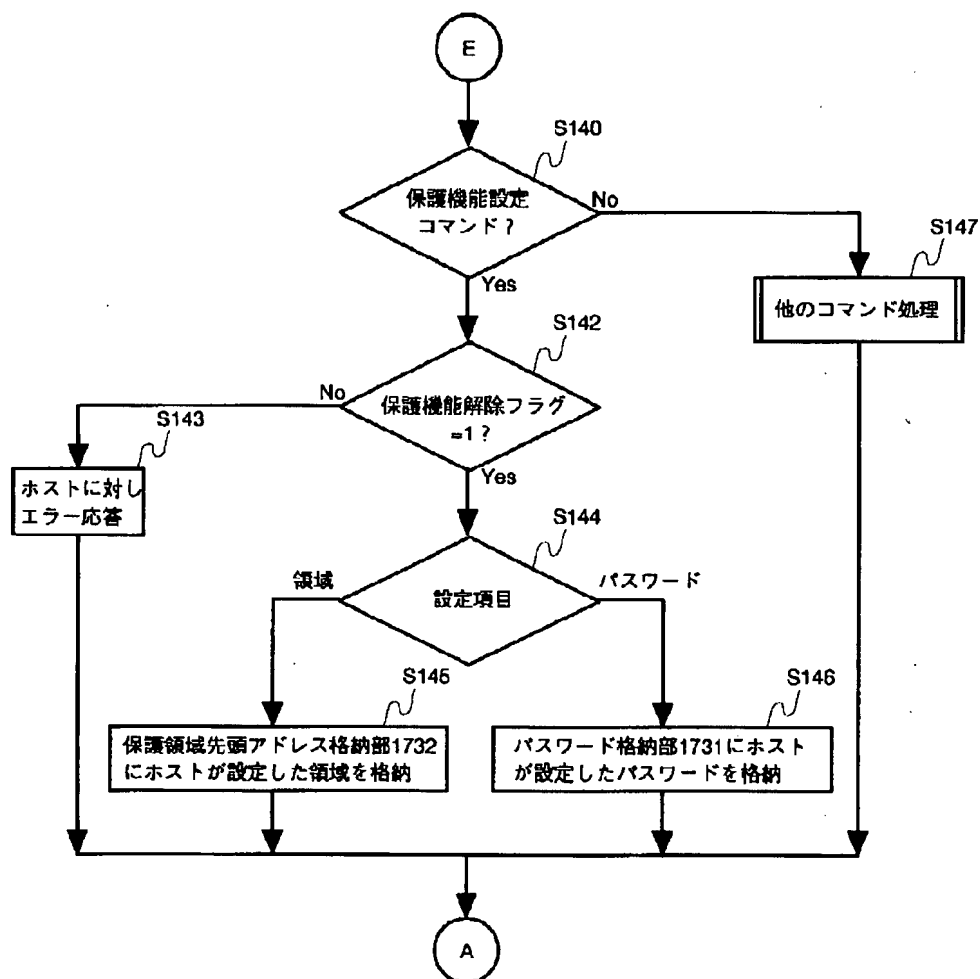 E
S140
保護機能設定
コマンド?
No
Yes
S147
他のコマンド処理
S142
保護機能解除フラグ
=1?
No
Yes
S143
ホストに対し
エラー応答
S144
設定項目
領域
パスワード
S145
保護領域先頭アドレス格納部1732
にホストが設定した領域を格納
S146
パスワード格納部1731にホスト
が設定したパスワードを格納
A